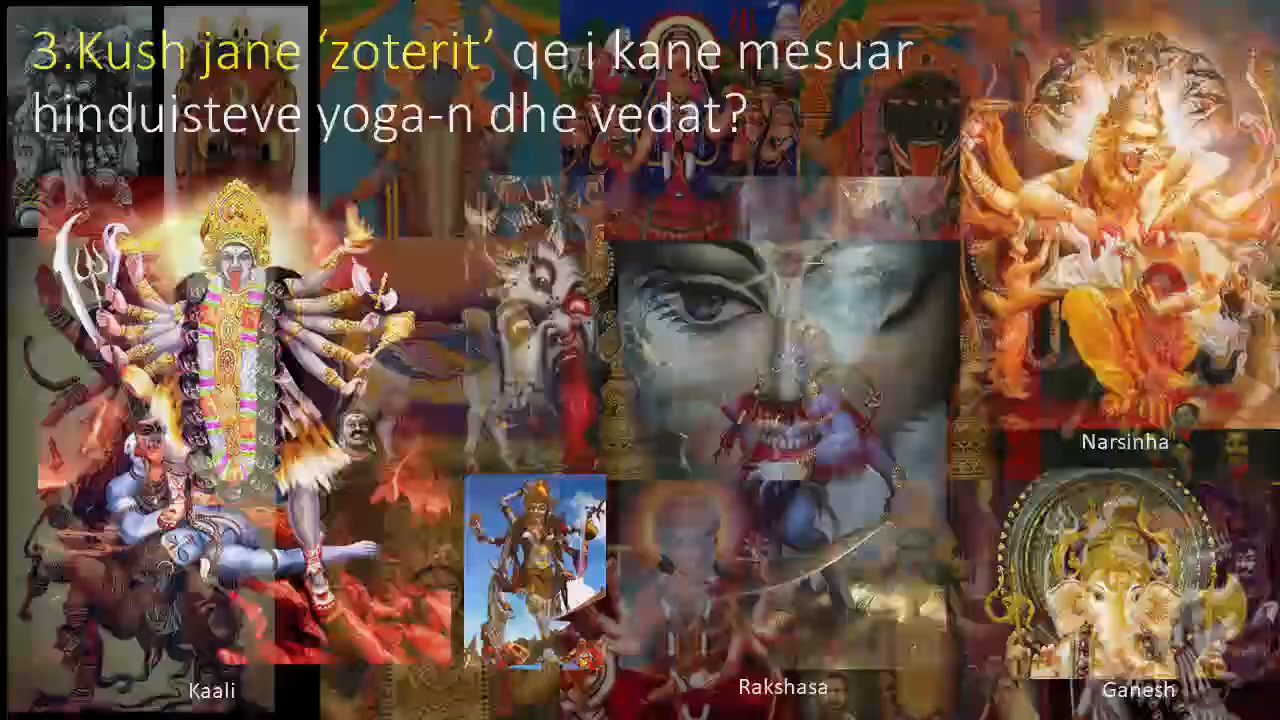 3.Kush jane ‘zoterit’ qe i kane mesuar
hinduisteve yoga-n dhe vedat?
Narsinha
Kaali
Rakshasa
Ganesh